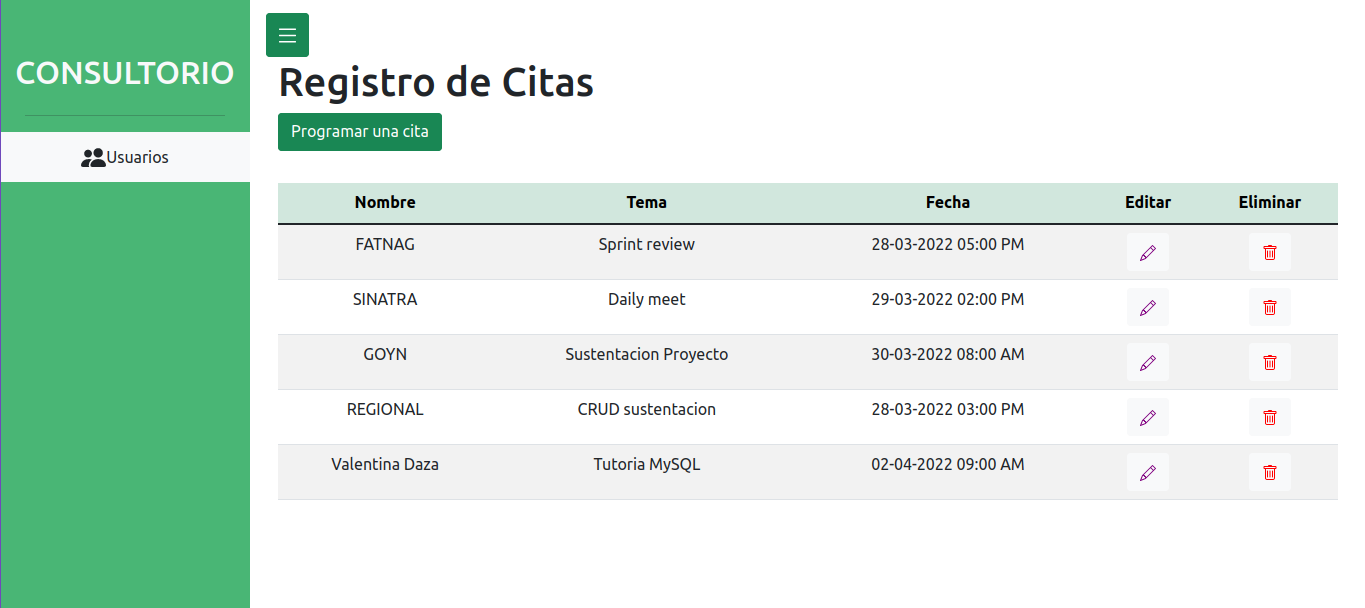 CONSULTORIO
Usuarios
Registro de Citas
Programar una cita
Nombre Tema Fecha Editar Eliminar
FATNAG Sprint review 28-03-2022 05:00 PM
SINATRA Daily meet 29-03-2022 02:00 PM
GOYN Sustentacion Proyecto 30-03-2022 08:00 AM
REGIONAL CRUD sustentacion 28-03-2022 03:00 PM
Valentina Daza Tutoria MySQL 02-04-2022 09:00 AM